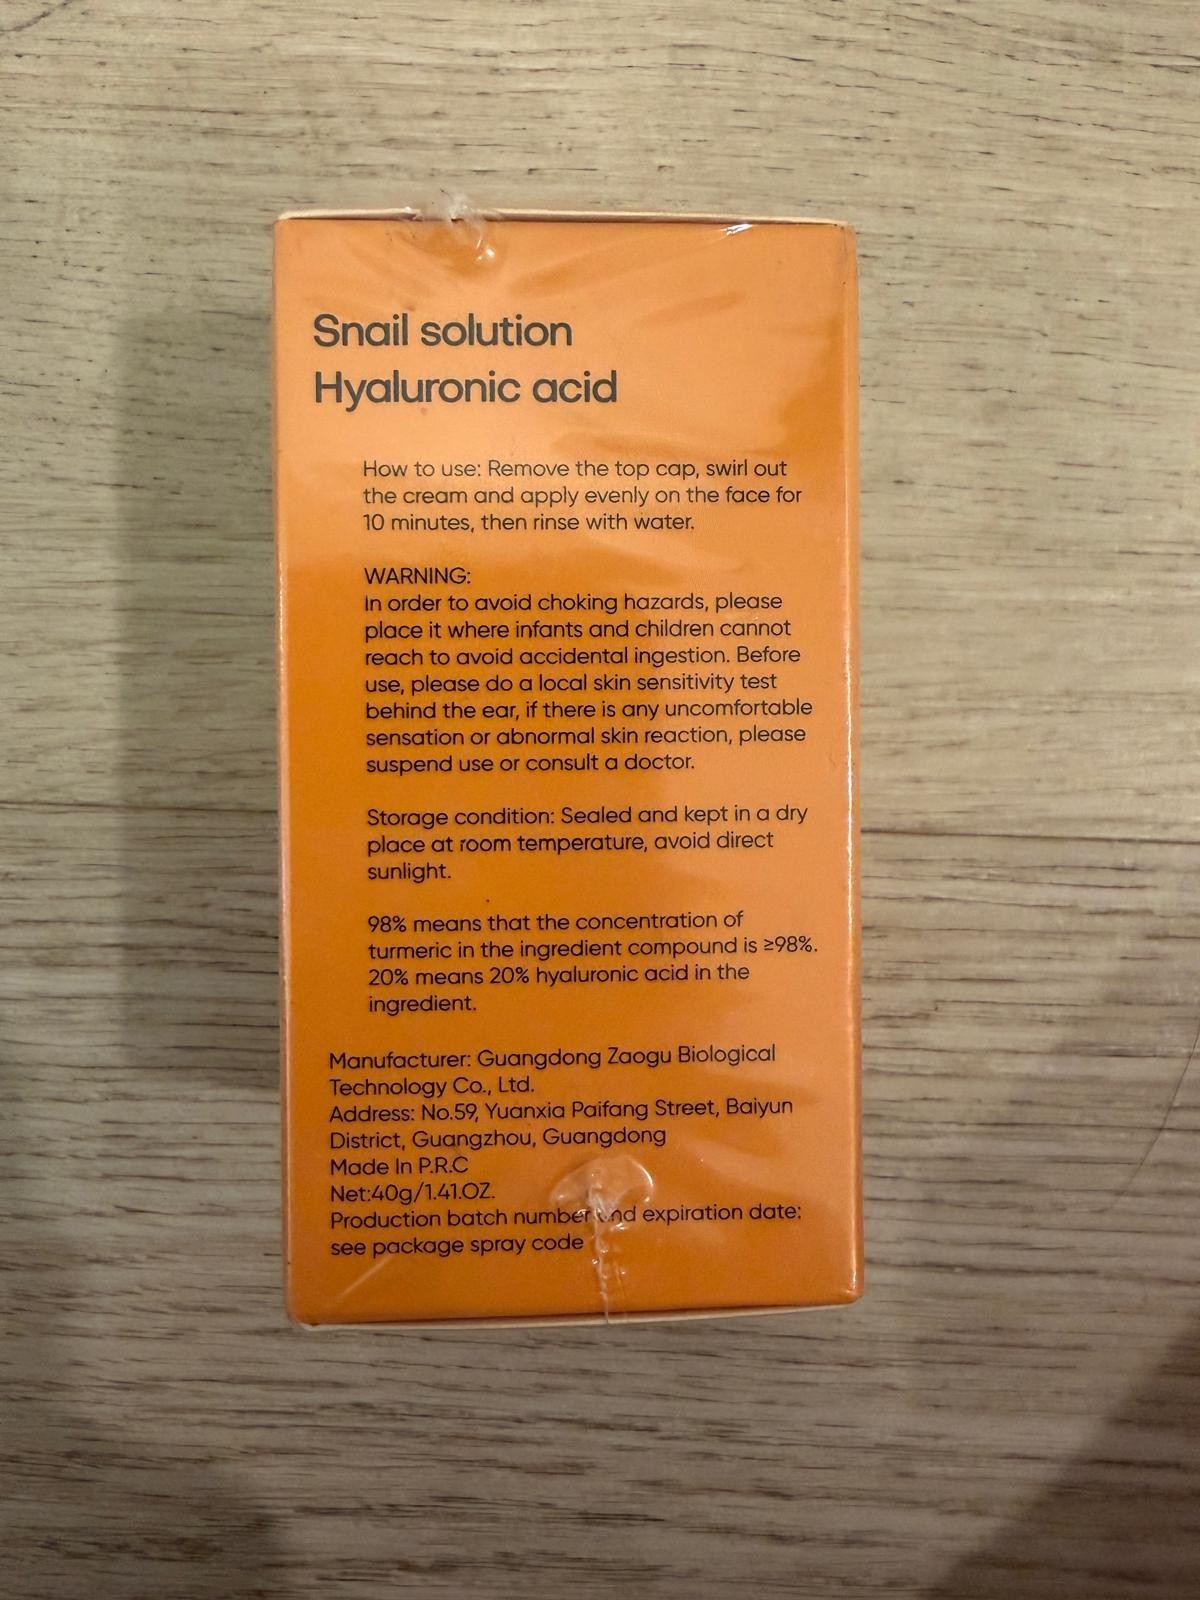 Snail solution
Hyaluronic acid
How to use: Remove the top cap, swirl out
the cream and apply evenly on the face for
10 minutes, then rinse with water.
WARNING:
In order to avoid choking hazards, please
place it where infants and children cannot
reach to avoid accidental ingestion. Before
use, please do a local skin sensitivity test
behind the ear, if there is any uncomfortable
sensation or abnormal skin reaction, please
suspend use or consult a doctor.
Storage condition: Sealed and kept in a dry
place at room temperature, avoid direct
sunlight.
98% means that the concentration of
turmeric in the ingredient compound is ≥98%.
20% means 20% hyaluronic acid in the
ingredient.
Manufacturer: Guangdong Zaogu Biological
Technology Co., Ltd.
Address: No.59, Yuanxia Paifang Street, Baiyun
District, Guangzhou, Guangdong
Made In P.R.C
Net:40g/1.41.OZ.
Production batch number and expiration date:
see package spray code